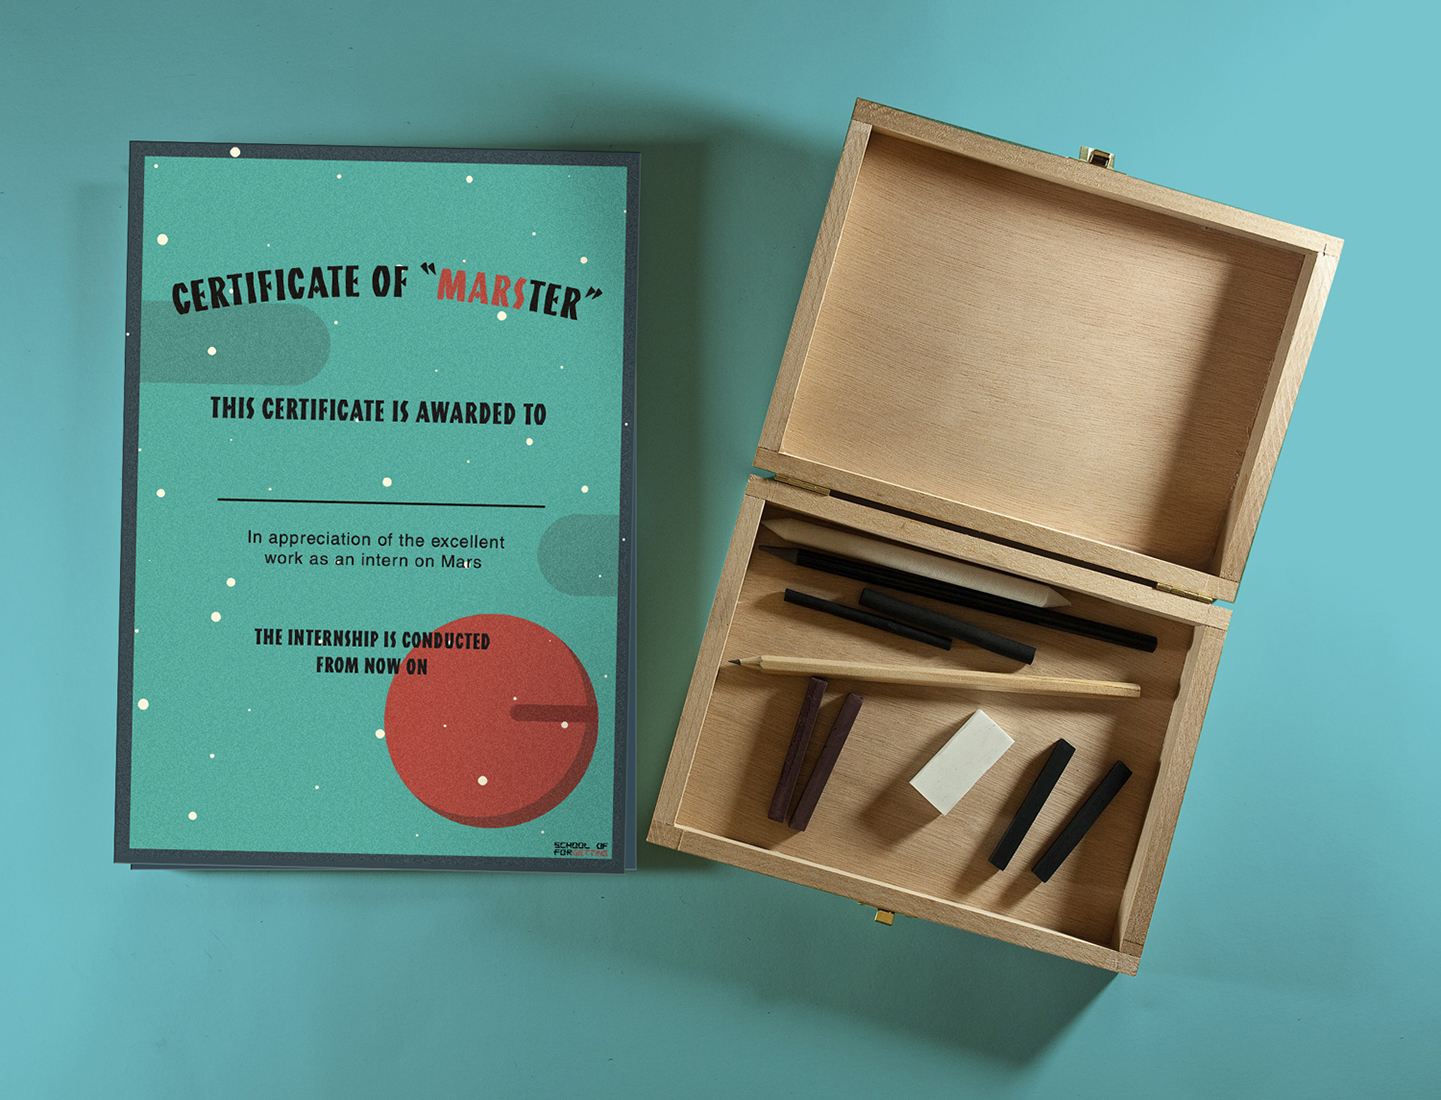 CERTIFICATE OF “MARSTER”
THIS CERTIFICATE IS AWARDED TO
In appreciation of the excellent
work as an intern on Mars
THE INTERNSHIP IS CONDUCTED
FROM NOW ON
SCHOOL OF
FORGETTING